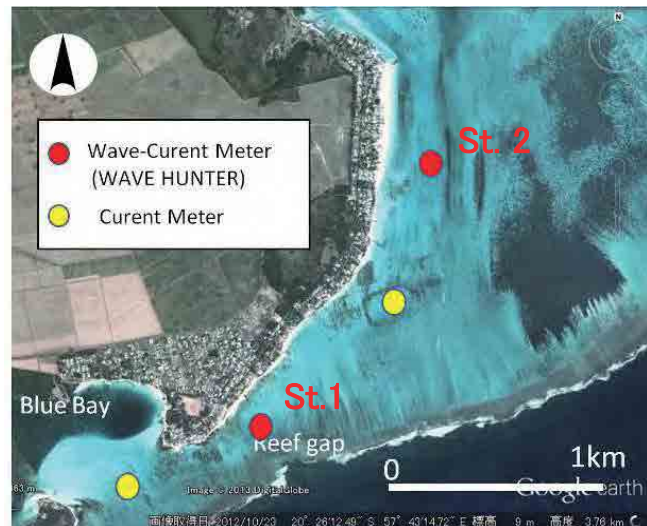 N
St. 2
Wave-Curent Meter
(WAVE HUNTER)
Curent Meter
St.1
Blue Bay
Reef gap
0 1km
63 m
Image © 2013 DigitalGlobe
Google earth
画像取得日: 2012/10/23 20° 26'12.49" S 57° 43'14.72" E 標高 9 m 高度 3.76 km